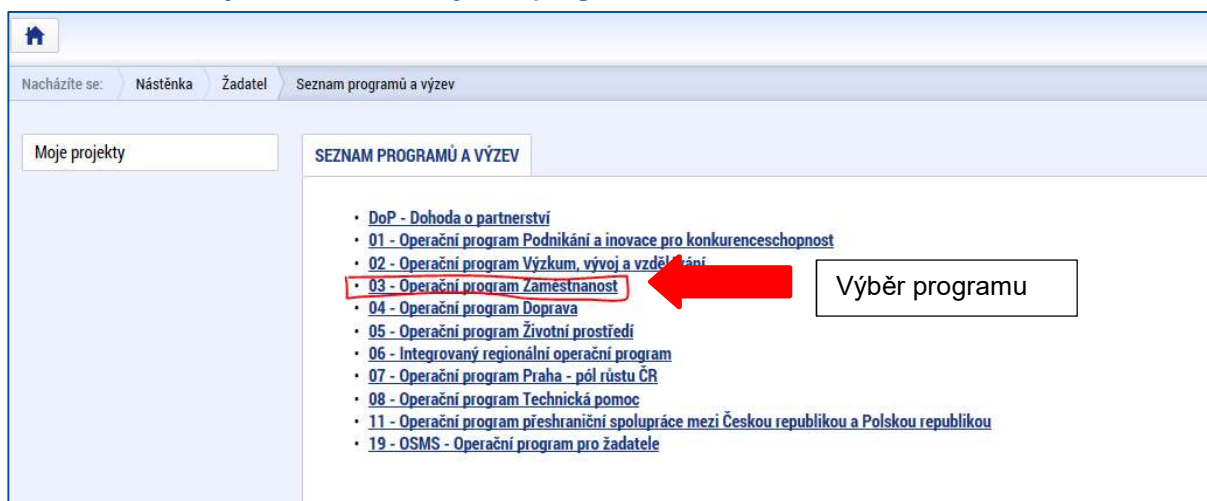 Nacházíte se: Nástěnka Žadatel Seznam programů a výzev
Moje projekty
SEZNAM PROGRAMŮ A VÝZEV
• DoP - Dohoda o partnerství
• 01 - Operační program Podnikání a inovace pro konkurenceschopnost
• 02 - Operační program Výzkum, vývoj a vzdělávání
• 03 - Operační program Zaměstnanost
Výběr programu
• 04 - Operační program Doprava
• 05 - Operační program Životní prostředí
• 06 - Integrovaný regionální operační program
• 07 - Operační program Praha - pól růstu ČR
• 08 - Operační program Technická pomoc
• 11 - Operační program přeshraniční spolupráce mezi Českou republikou a Polskou republikou
• 19 - OSMS - Operační program pro žadatele